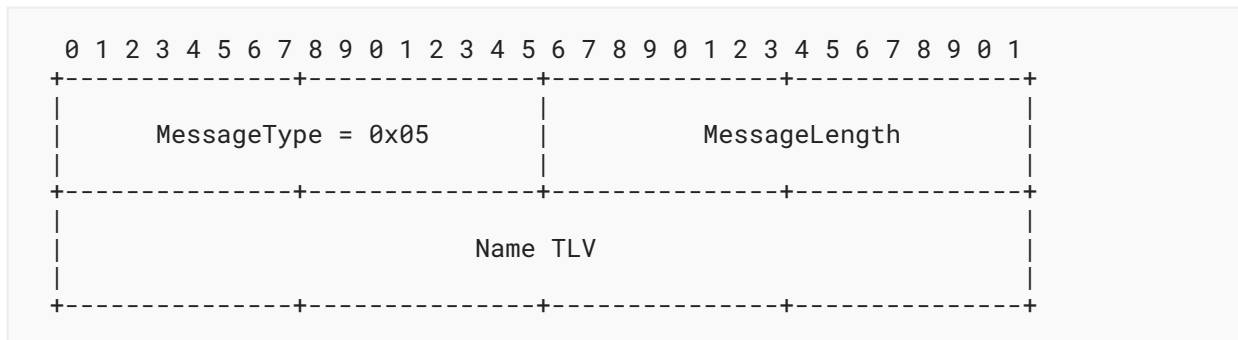 0 1 2 3 4 5 6 7 8 9 0 1 2 3 4 5 6 7 8 9 0 1 2 3 4 5 6 7 8 9 0 1
MessageType = 0x05 MessageLength
Name TLV